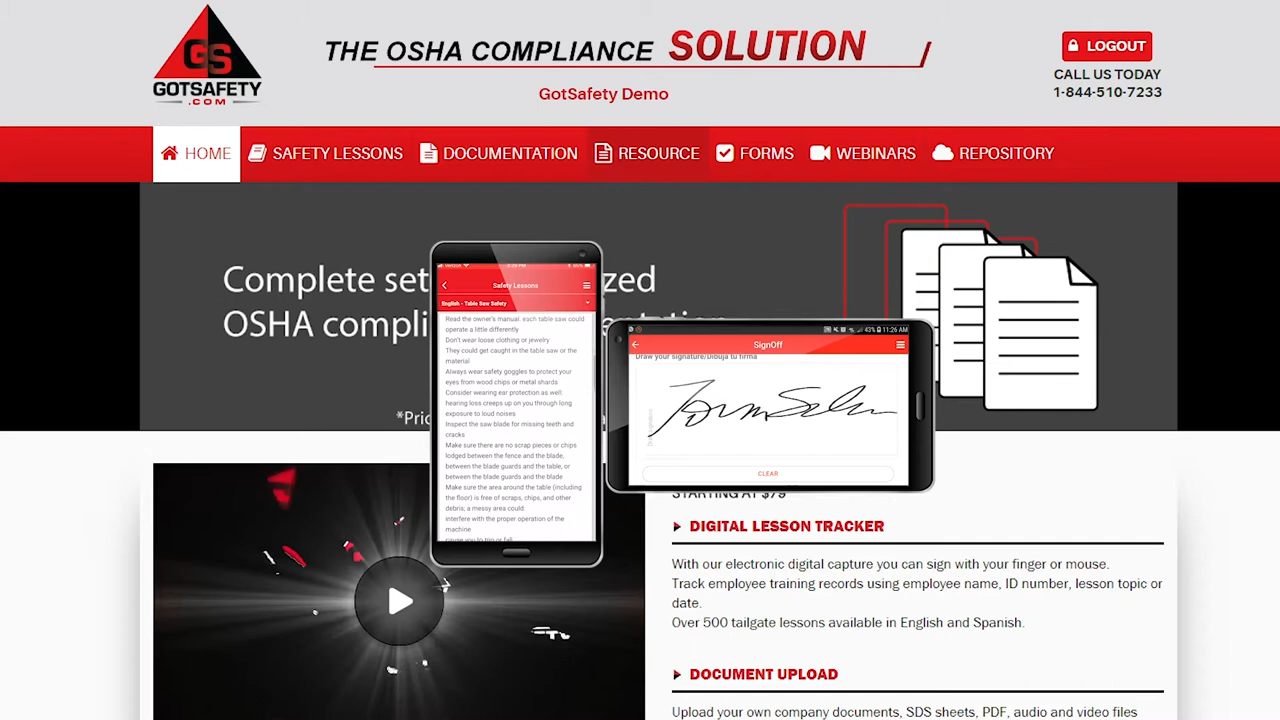 GS
GOTSAFETY
.COM
THE OSHA COMPLIANCE SOLUTION
GotSafety Demo
LOGOUT
CALL US TODAY
1-844-510-7233
HOME
SAFETY LESSONS
DOCUMENTATION
RESOURCE
FORMS
WEBINARS
REPOSITORY
Complete set
zed
OSHA compli
*Pric
Safety Lessons
English - Table Saw Safety
Read the owner's manual each table saw could
operate a little differently
Don't wear loose clothing or jewelry
They could get caught in the table saw or the
material
Always wear safety goggles to protect your
eyes from wood chips or metal shards
Consider wearing ear protection as well:
hearing loss creeps up on you through long
exposure to loud noises
Inspect the saw blade for missing teeth and
cracks
Make sure there are no scrap pieces or chips
lodged between the fence and the blade,
between the blade guards and the table, or
between the blade guards and the blade
Make sure the area around the table (including
the floor) is free of scraps, chips, and other
debris; a messy area could:
interfere with the proper operation of the
machine
cause you to trip or fall
43% 11:26 AM
SignOff
Draw your signature/Dibuja tu firma
CLEAR
STARTING AT $79
DIGITAL LESSON TRACKER
With our electronic digital capture you can sign with your finger or mouse.
Track employee training records using employee name, ID number, lesson topic or
date.
Over 500 tailgate lessons available in English and Spanish.
DOCUMENT UPLOAD
Upload your own company documents, SDS sheets, PDF, audio and video files